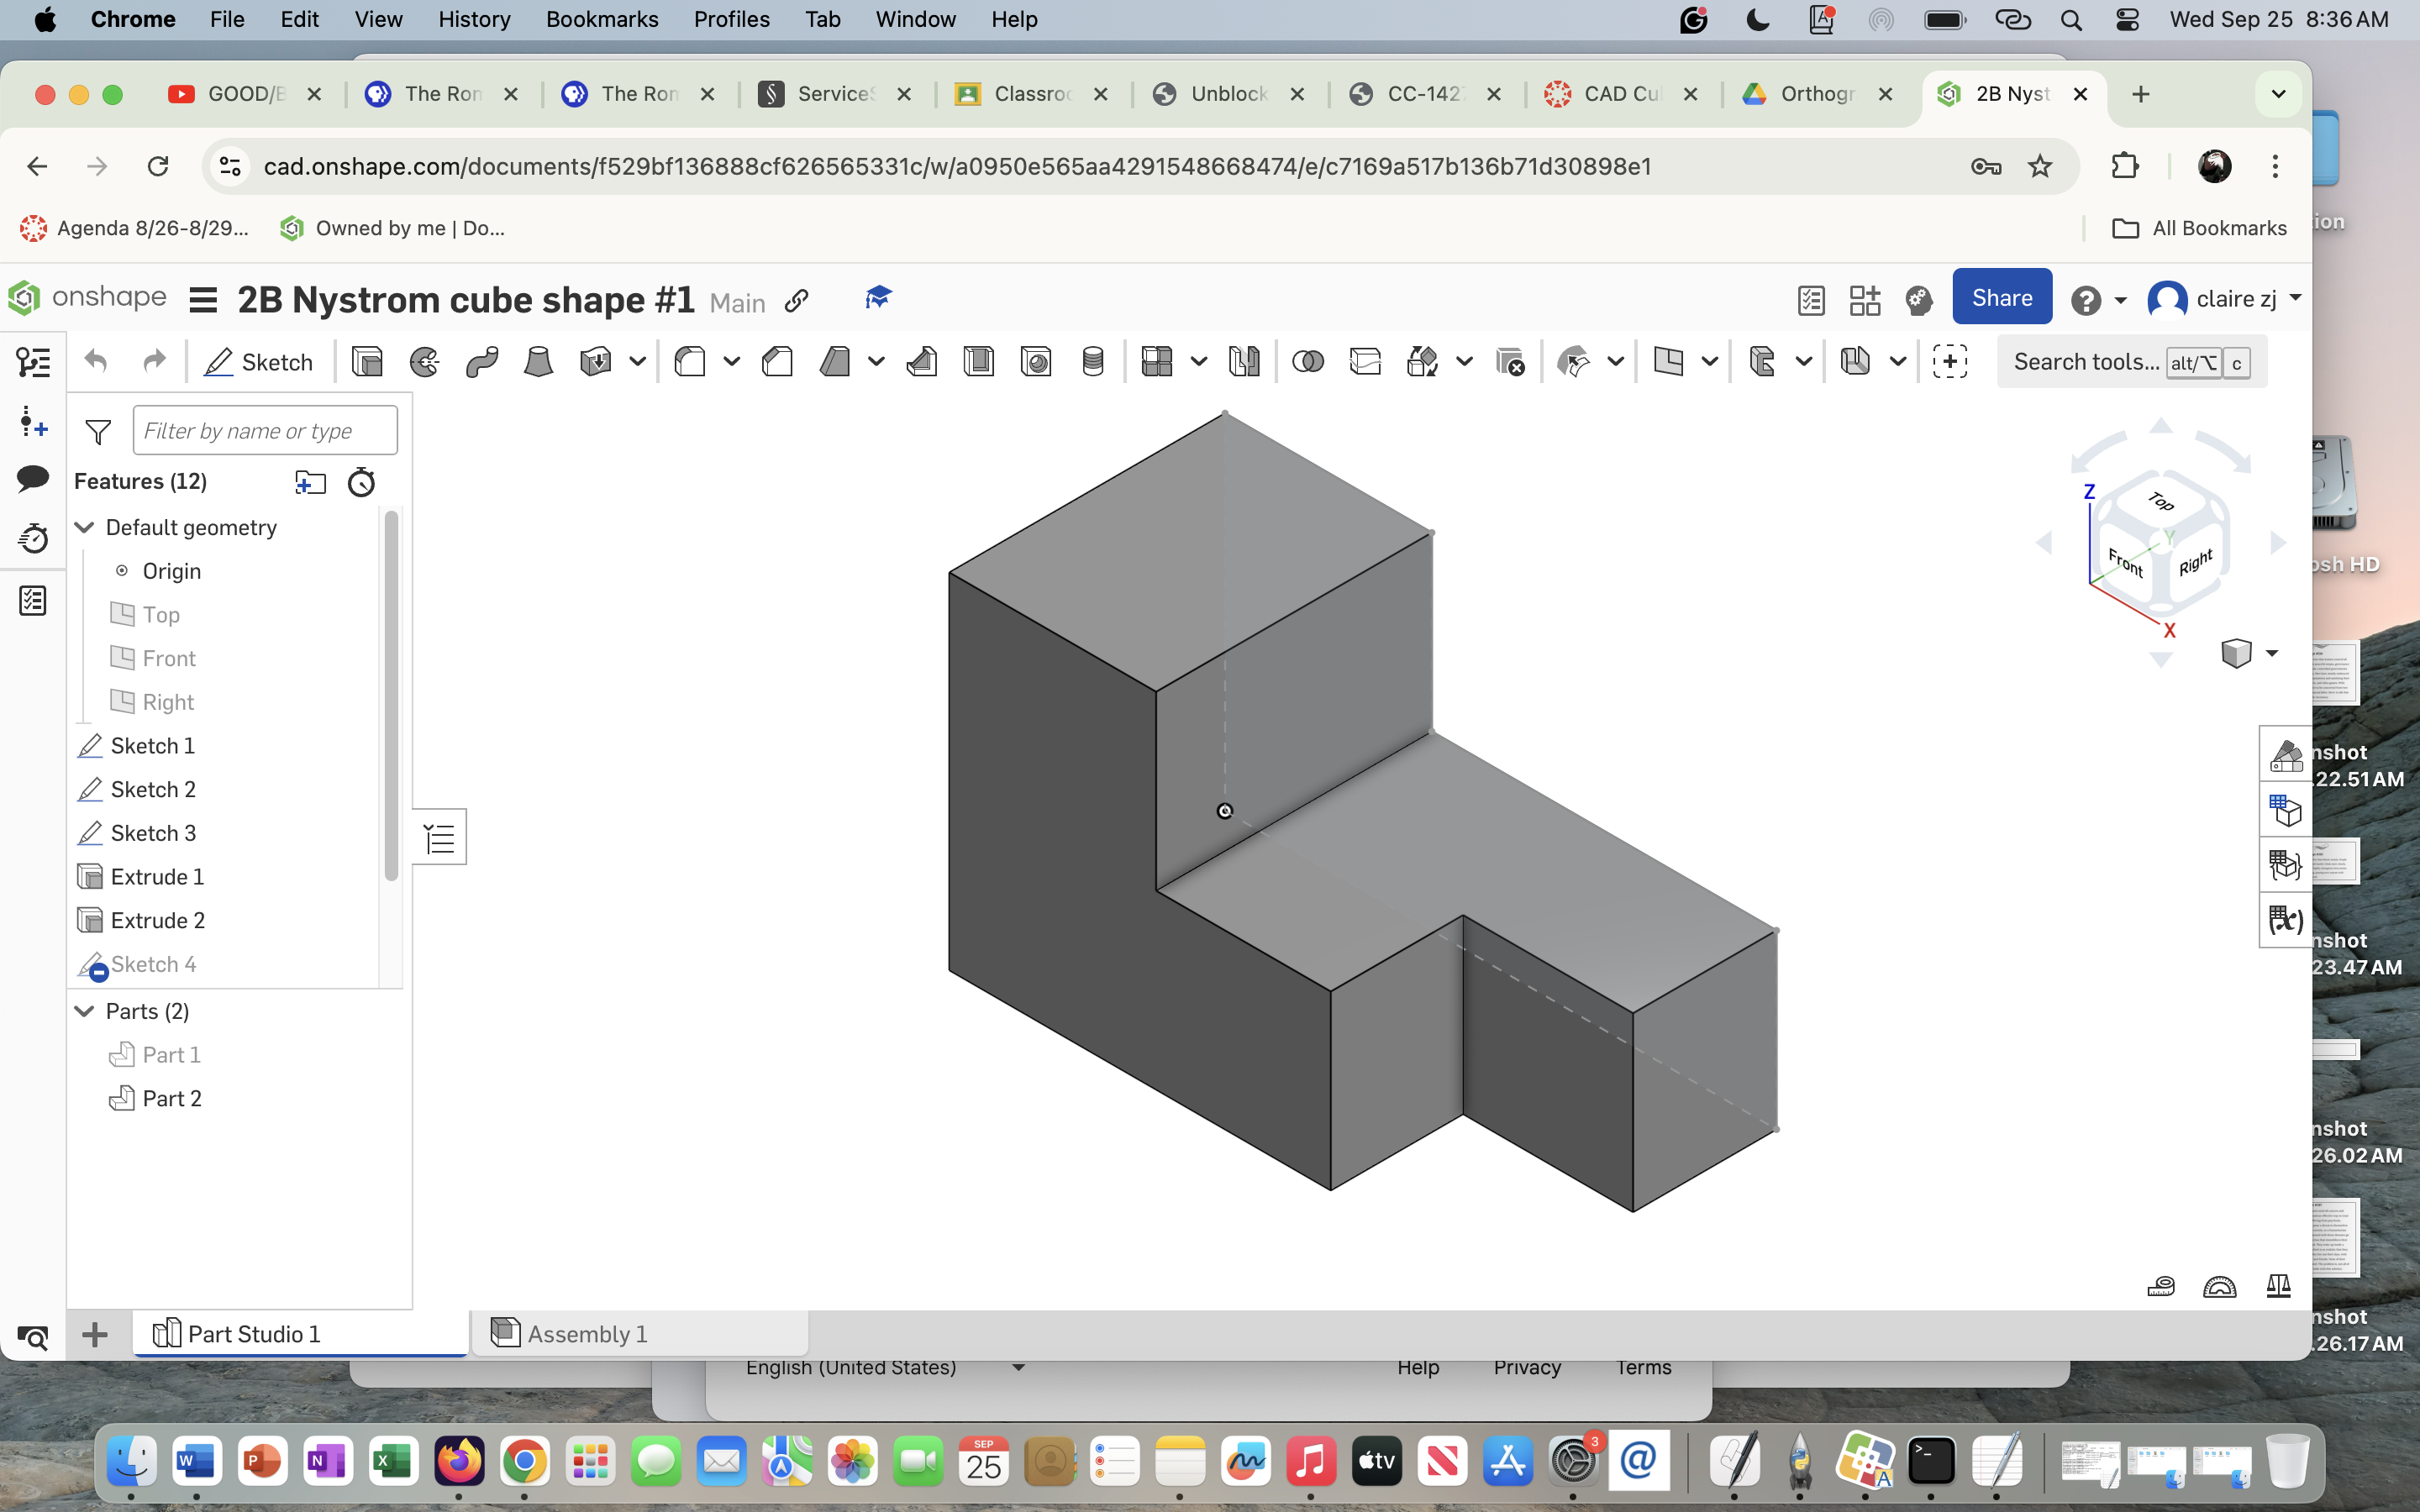 Chrome File Edit View History Bookmarks Profiles Tab Window Help Wed Sep 25 8:36 AM
GOOD/B The Rom The Rom ServiceS Classroo Unblock CC-142 CAD Cu Orthogr 2B Nyst
cad.onshape.com/documents/f529bf136888cf626565331c/w/a0950e565aa4291548668474/e/c7169a517b136b71d30898e1
Agenda 8/26-8/29... Owned by me | Do... All Bookmarks
onshape 2B Nystrom cube shape #1 Main Share claire zj
Sketch Search tools... alt/⌥ c
Filter by name or type
Features (12)
Default geometry
Origin
Top
Front
Right
Sketch 1
Sketch 2
Sketch 3
Extrude 1
Extrude 2
Sketch 4
Parts (2)
Part 1
Part 2
Z
Top
Y
Front
Right
X
ion
osh HD
nshot
.22.51 AM
nshot
23.47 AM
nshot
26.02 AM
nshot
.26.17 AM
Part Studio 1 Assembly 1
English (United States) Help Privacy Terms
SEP
25
tv
3